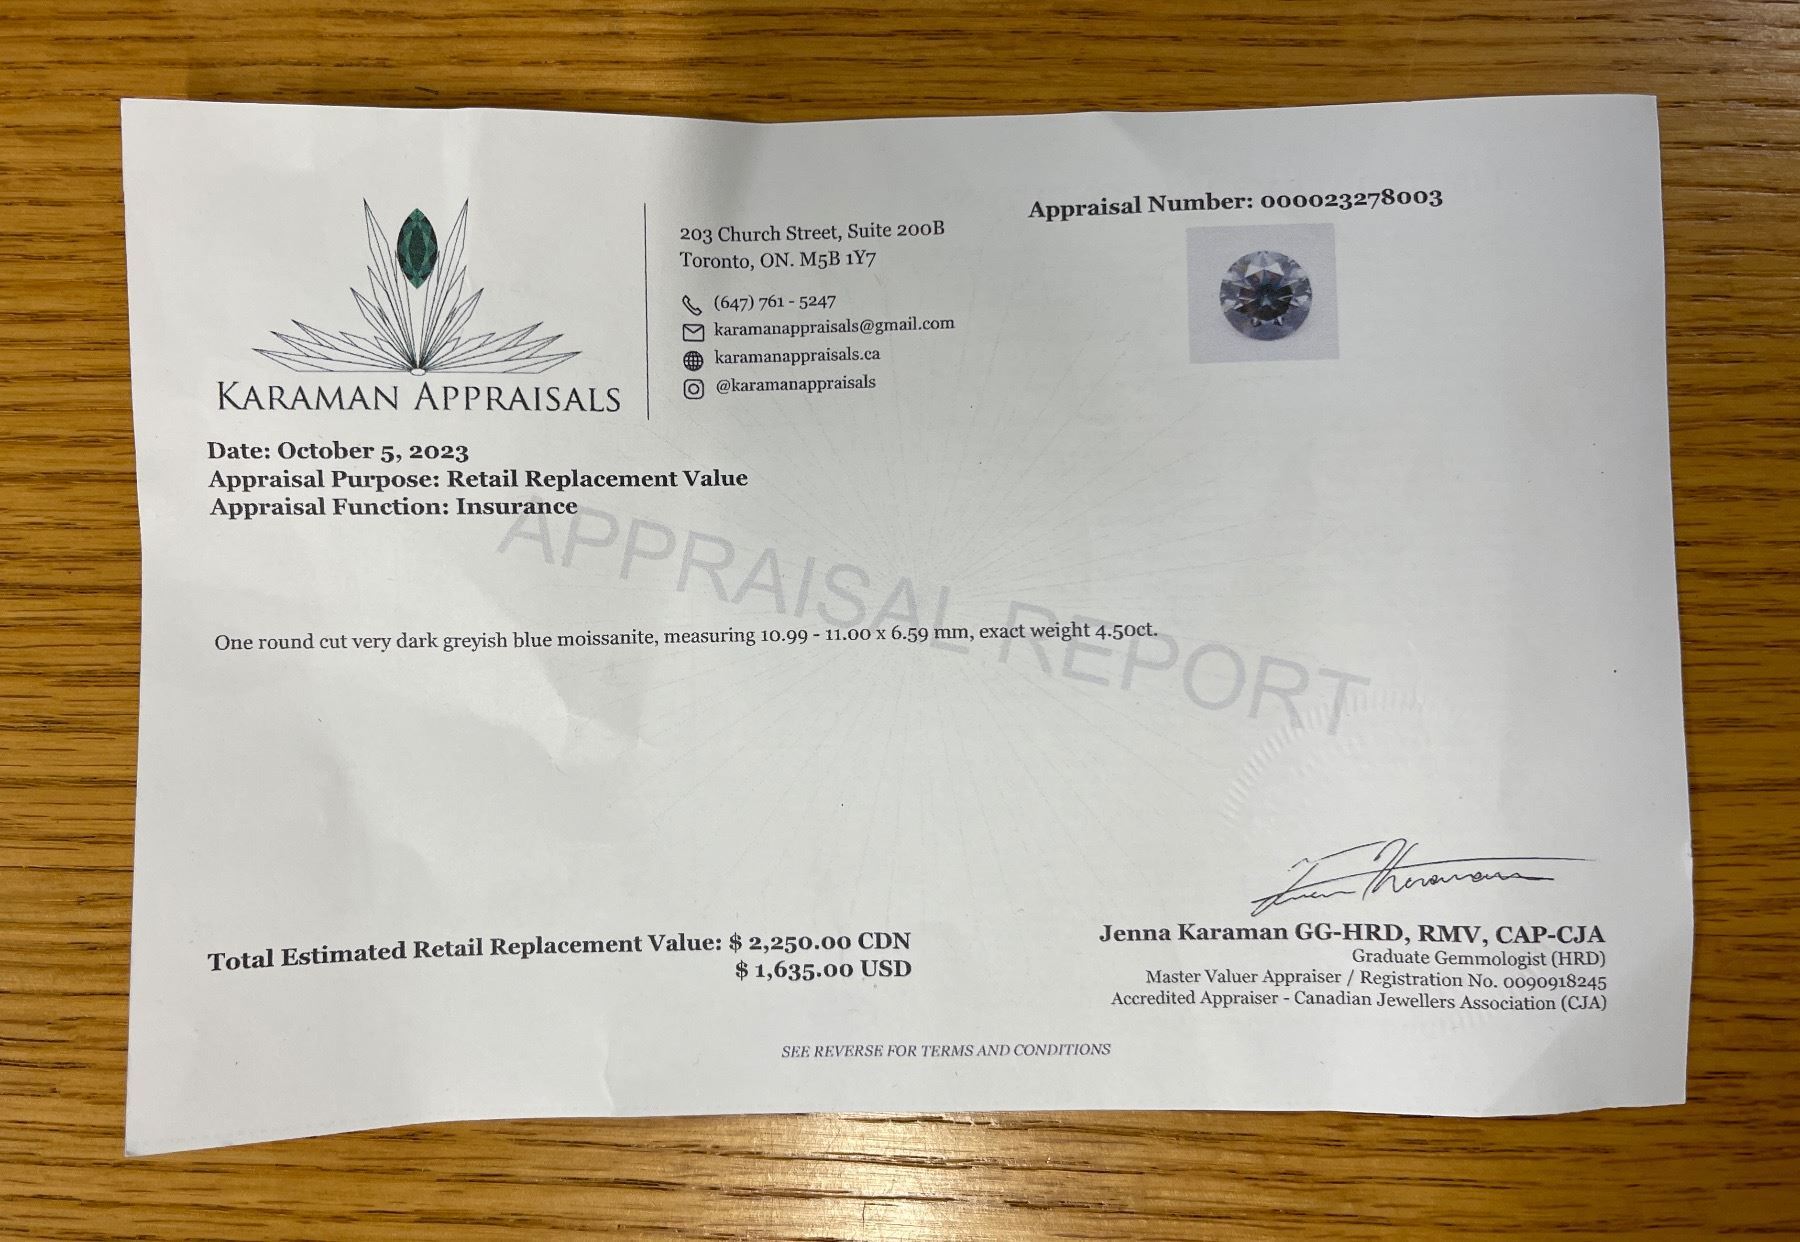 KARAMAN APPRAISALS
203 Church Street, Suite 200B
Toronto, ON. M5B 1Y7
(647) 761 - 5247
karamanappraisals@gmail.com
karamanappraisals.ca
@karamanappraisals
Appraisal Number: 000023278003
Date: October 5, 2023
Appraisal Purpose: Retail Replacement Value
Appraisal Function: Insurance
APPRAISAL REPORT
One round cut very dark greyish blue moissanite, measuring 10.99 - 11.00 x 6.59 mm, exact weight 4.50ct.
Total Estimated Retail Replacement Value: $ 2,250.00 CDN
$ 1,635.00 USD
Jenna Karaman GG-HRD, RMV, CAP-CJA
Graduate Gemmologist (HRD)
Master Valuer Appraiser / Registration No. 0090918245
Accredited Appraiser - Canadian Jewellers Association (CJA)
SEE REVERSE FOR TERMS AND CONDITIONS